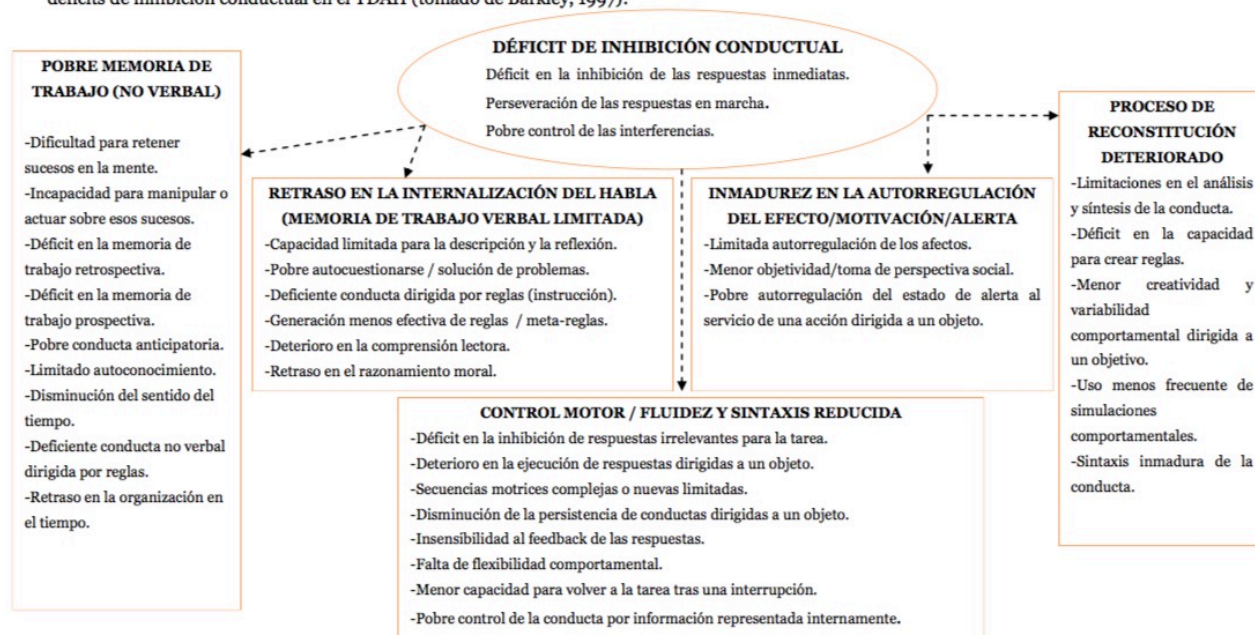 déficits de inhibición conductual en el TDAH (tomado de Barkley, 1997).
DÉFICIT DE INHIBICIÓN CONDUCTUAL
Déficit en la inhibición de las respuestas inmediatas.
Perseveración de las respuestas en marcha.
Pobre control de las interferencias.
POBRE MEMORIA DE
TRABAJO (NO VERBAL)
-Dificultad para retener
sucesos en la mente.
-Incapacidad para manipular o
actuar sobre esos sucesos.
-Déficit en la memoria de
trabajo retrospectiva.
-Déficit en la memoria de
trabajo prospectiva.
-Pobre conducta anticipatoria.
-Limitado autoconocimiento.
-Disminución del sentido del
tiempo.
-Deficiente conducta no verbal
dirigida por reglas.
-Retraso en la organización en
el tiempo.
RETRASO EN LA INTERNALIZACIÓN DEL HABLA
(MEMORIA DE TRABAJO VERBAL LIMITADA)
-Capacidad limitada para la descripción y la reflexión.
-Pobre autocuestionarse / solución de problemas.
-Deficiente conducta dirigida por reglas (instrucción).
-Generación menos efectiva de reglas / meta-reglas.
-Deterioro en la comprensión lectora.
-Retraso en el razonamiento moral.
INMADUREZ EN LA AUTORREGULACIÓN
DEL EFECTO/MOTIVACIÓN/ALERTA
-Limitada autorregulación de los afectos.
-Menor objetividad/toma de perspectiva social.
-Pobre autorregulación del estado de alerta al
servicio de una acción dirigida a un objeto.
PROCESO DE
RECONSTITUCIÓN
DETERIORADO
-Limitaciones en el análisis
y síntesis de la conducta.
-Déficit en la capacidad
para crear reglas.
-Menor creatividad y
variabilidad
comportamental dirigida a
un objetivo.
-Uso menos frecuente de
simulaciones
comportamentales.
-Sintaxis inmadura de la
conducta.
CONTROL MOTOR / FLUIDEZ Y SINTAXIS REDUCIDA
-Déficit en la inhibición de respuestas irrelevantes para la tarea.
-Deterioro en la ejecución de respuestas dirigidas a un objeto.
-Secuencias motrices complejas o nuevas limitadas.
-Disminución de la persistencia de conductas dirigidas a un objeto.
-Insensibilidad al feedback de las respuestas.
-Falta de flexibilidad comportamental.
-Menor capacidad para volver a la tarea tras una interrupción.
-Pobre control de la conducta por información representada internamente.